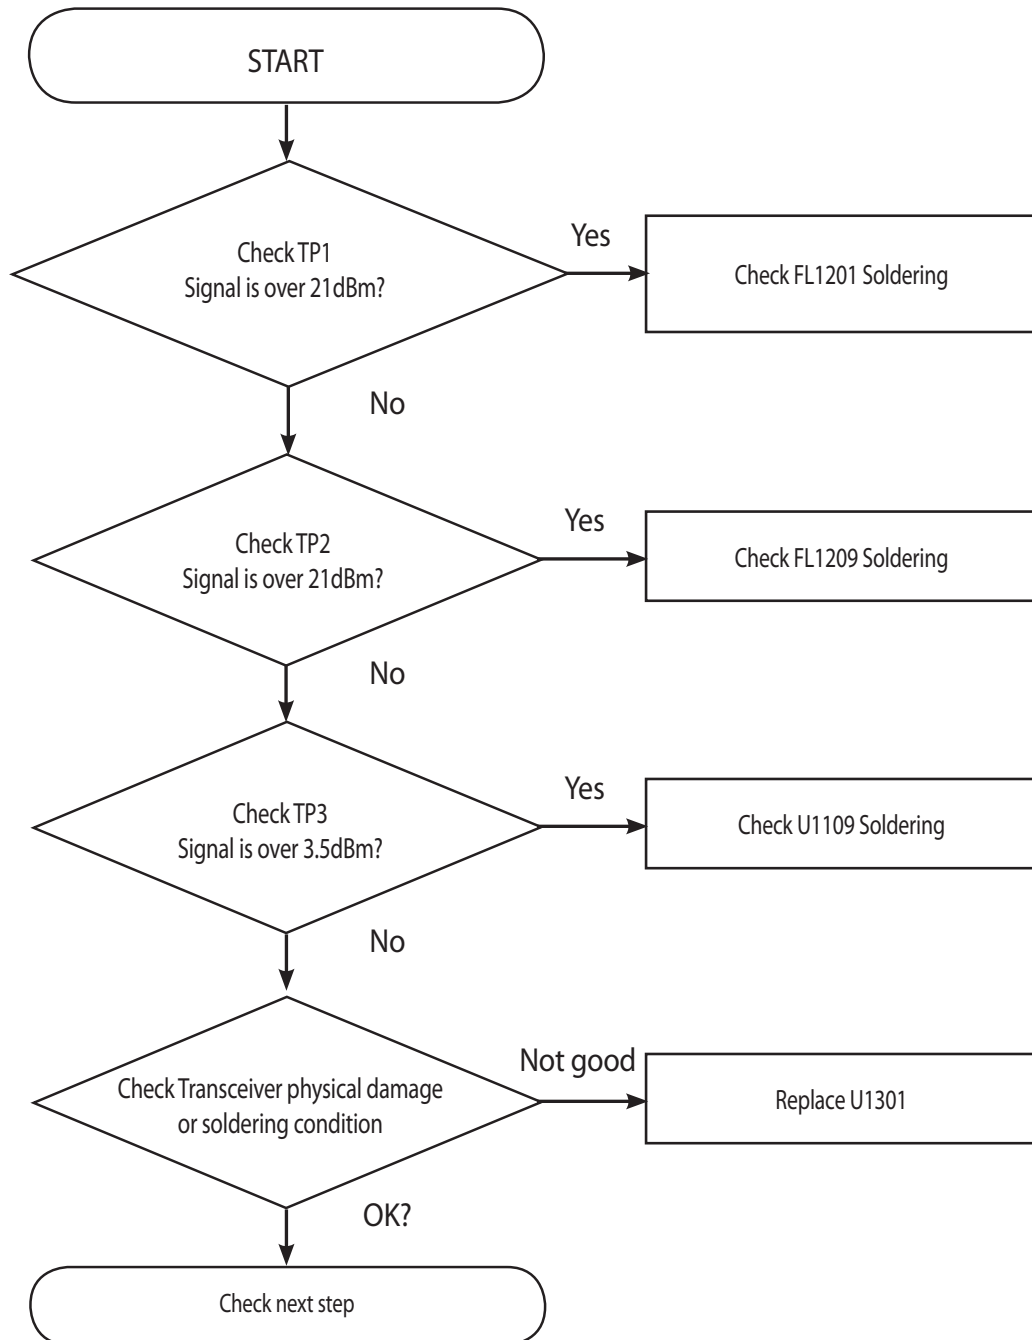 START
Check TP1
Signal is over 21dBm?
Yes
Check FL1201 Soldering
No
Check TP2
Signal is over 21dBm?
Yes
Check FL1209 Soldering
No
Check TP3
Signal is over 3.5dBm?
Yes
Check U1109 Soldering
No
Check Transceiver physical damage
or soldering condition
Not good
Replace U1301
OK?
Check next step